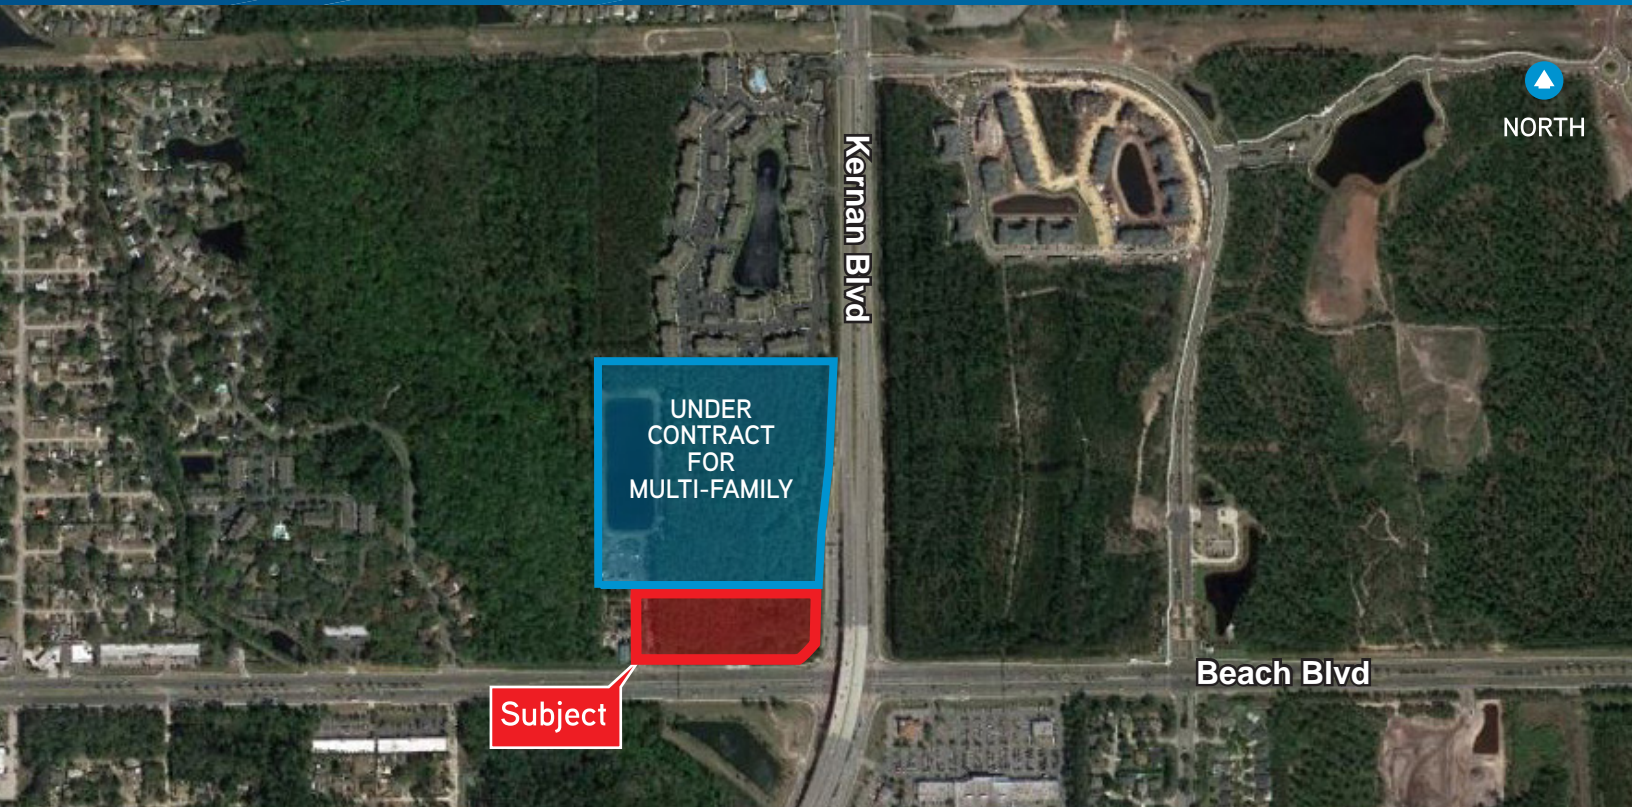 NORTH
Kernan Blvd
UNDER
CONTRACT
FOR
MULTI-FAMILY
Beach Blvd
Subject